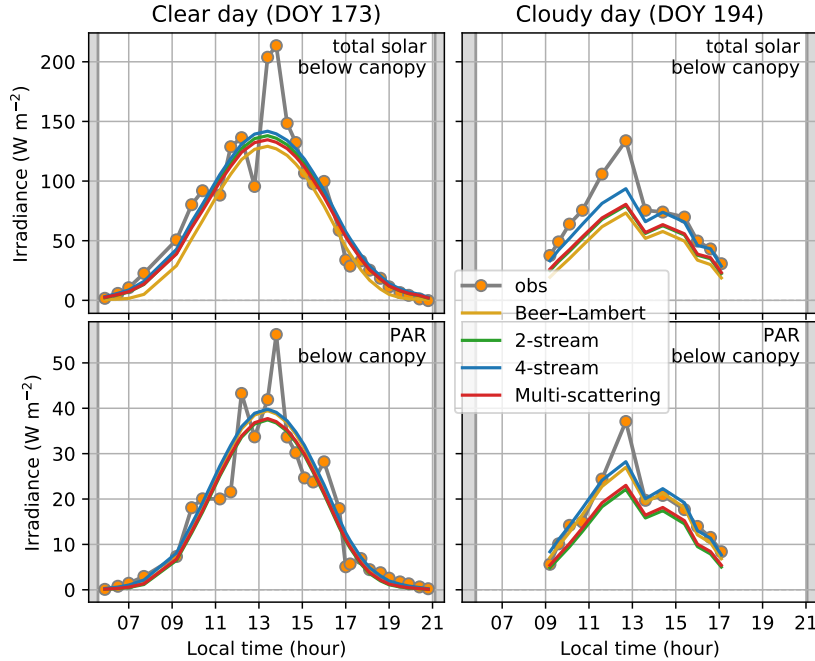 Clear day (DOY 173)
Cloudy day (DOY 194)
total solar
below canopy
total solar
below canopy
Irradiance (W m⁻²)
200
150
100
50
0
obs
Beer–Lambert
2-stream
4-stream
Multi-scattering
PAR
below canopy
PAR
below canopy
Irradiance (W m⁻²)
50
40
30
20
10
0
07 09 11 13 15 17 19 21
07 09 11 13 15 17 19 21
Local time (hour)
Local time (hour)